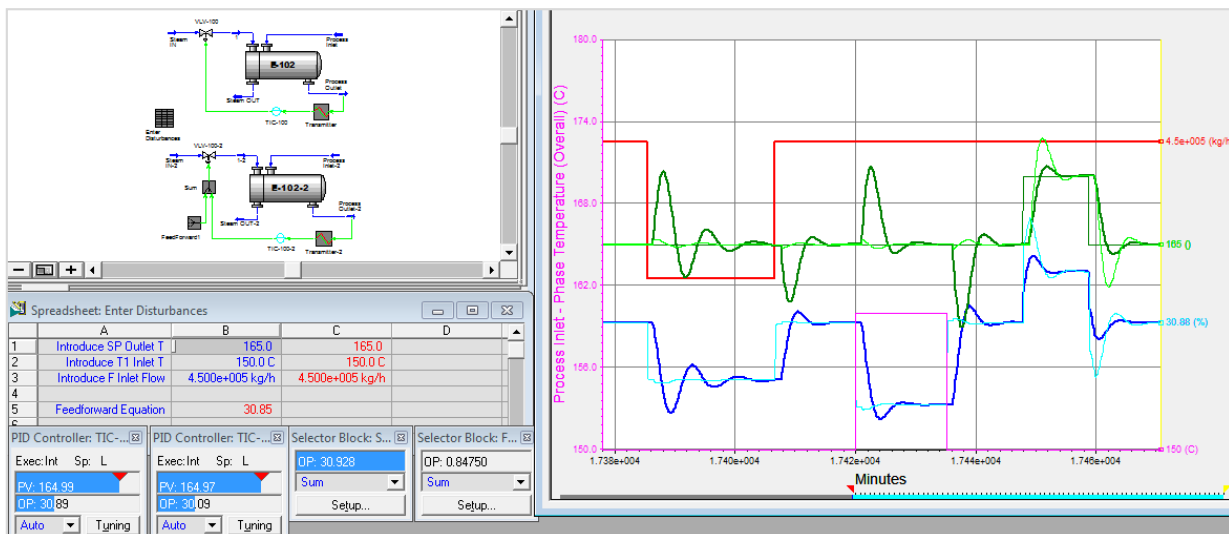 VLV-100
Steam IN
1
Process Inlet
E-102
Process Outlet
Steam OUT
TIC-100
Transmitter
Enter Disturbances
VLV-100-2
Steam IN-2
1-2
Process Inlet-2
Sum
E-102-2
Process Outlet-2
Steam OUT-2
FeedForward1
TIC-100-2
Transmitter-2
Spreadsheet: Enter Disturbances
A B C D
1 Introduce SP Outlet T 165.0 165.0
2 Introduce T1 Inlet T 150.0 C 150.0 C
3 Introduce F Inlet Flow 4.500e+005 kg/h 4.500e+005 kg/h
4
5 Feedforward Equation 30.85
PID Controller: TIC-...
Exec:Int Sp: L
PV: 164.99
OP: 30.89
Auto Tuning
PID Controller: TIC-...
Exec:Int Sp: L
PV: 164.97
OP: 30.09
Auto Tuning
Selector Block: S...
OP: 30.928
Sum
Setup...
Selector Block: F...
OP: 0.84750
Sum
Setup...
Process Inlet - Phase Temperature (Overall) (C)
180.0
174.0
168.0
162.0
156.0
150.0
4.5e+005 (kg/h
165 ()
30.86 (%)
150 (C)
1.738e+004 1.740e+004 1.742e+004 1.744e+004 1.746e+004
Minutes